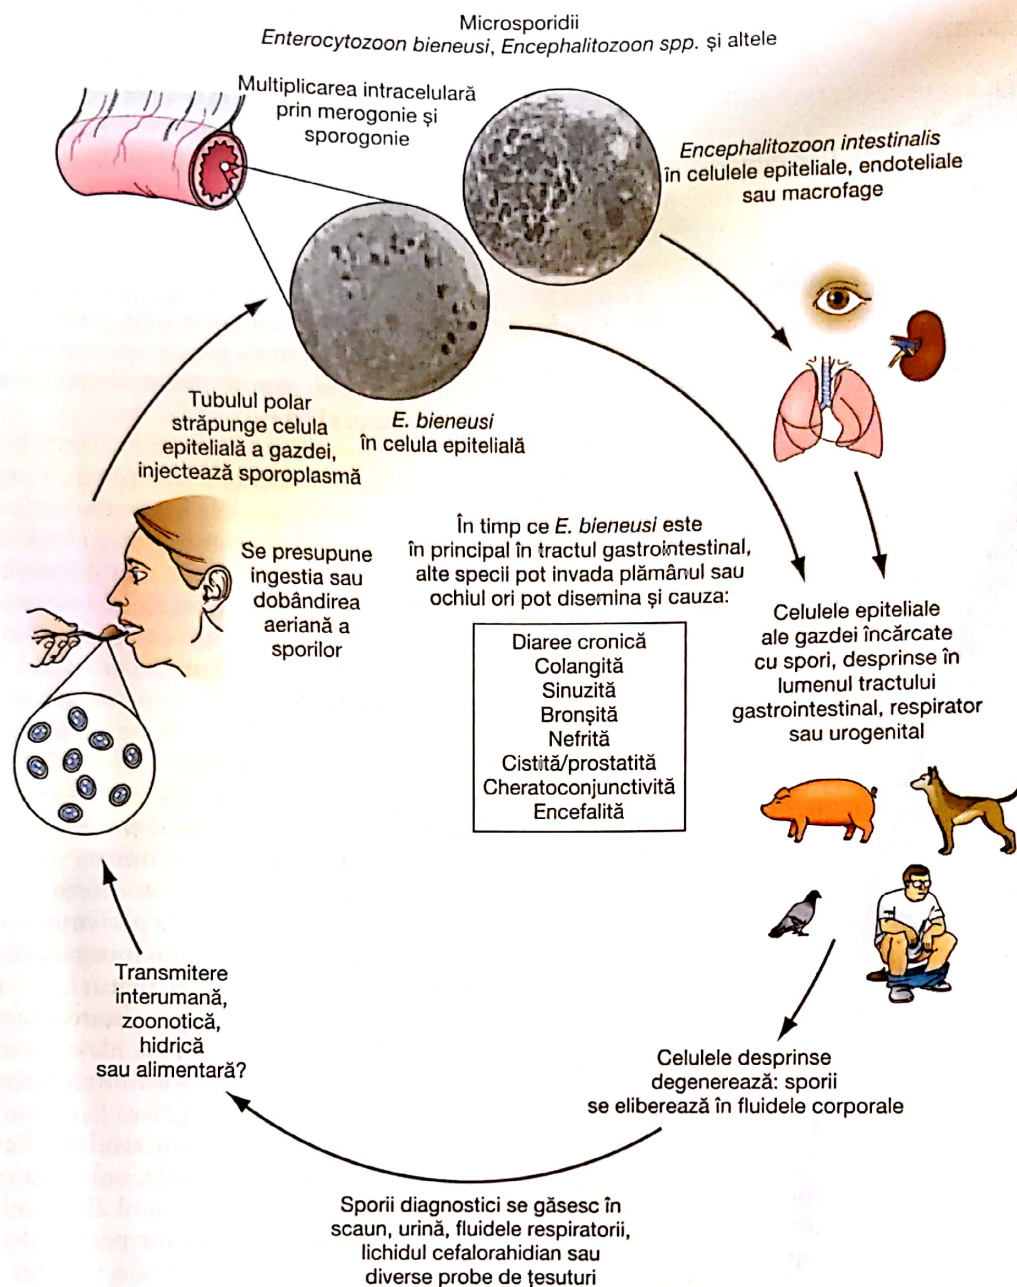 Microsporidii
Enterocytozoon bieneusi, Encephalitozoon spp. și altele
Multiplicarea intracelulară
prin merogonie și
sporogonie
Encephalitozoon intestinalis
în celulele epiteliale, endoteliale
sau macrofage
Tubulul polar
străpunge celula
epitelială a gazdei,
injectează sporoplasmă
E. bieneusi
în celula epitelială
Se presupune
ingestia sau
dobândirea
aeriană a
sporilor
În timp ce E. bieneusi este
în principal în tractul gastrointestinal,
alte specii pot invada plămânul sau
ochiul ori pot disemina și cauza:
Diaree cronică
Colangită
Sinuzită
Bronșită
Nefrită
Cistită/prostatită
Cheratoconjunctivită
Encefalită
Celulele epiteliale
ale gazdei încărcate
cu spori, desprinse în
lumenul tractului
gastrointestinal, respirator
sau urogenital
Celulele desprinse
degenerează: sporii
se eliberează în fluidele corporale
Transmitere
interumană,
zoonotică,
hidrică
sau alimentară?
Sporii diagnostici se găsesc în
scaun, urină, fluidele respiratorii,
lichidul cefalorahidian sau
diverse probe de țesuturi